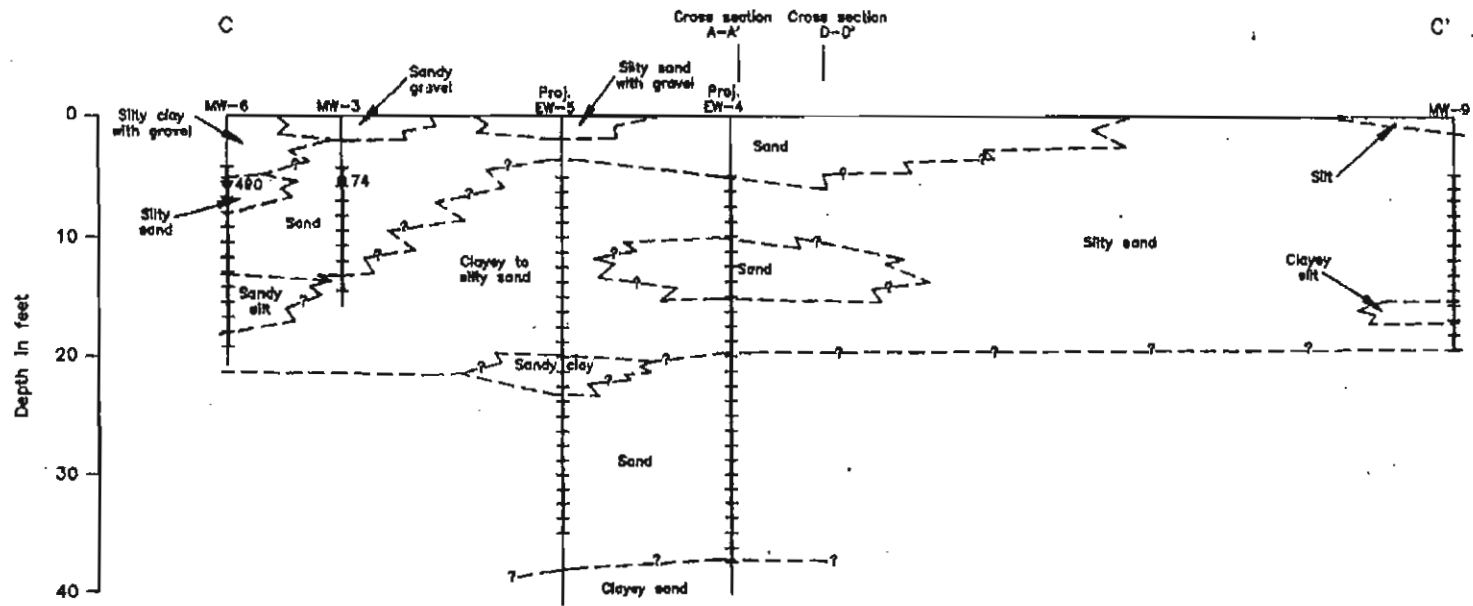 C
Cross section
A-A'
Cross section
D-D'
C'
Sandy
gravel
Silty sand
with gravel
MW-6
MW-3
Proj.
EW-5
Proj.
EW-4
MW-9
0
Silty clay
with gravel
Sand
?
?
?
?
490
74
Silt
Silty
sand
Sand
?
?
10
?
?
?
?
Silty sand
Clayey to
silty sand
Sand
Clayey
silt
Sandy
silt
?
?
20
?
?
?
?
?
?
?
Sandy clay
?
Depth In feet
30
Sand
?
?
?
40
Clayey sand